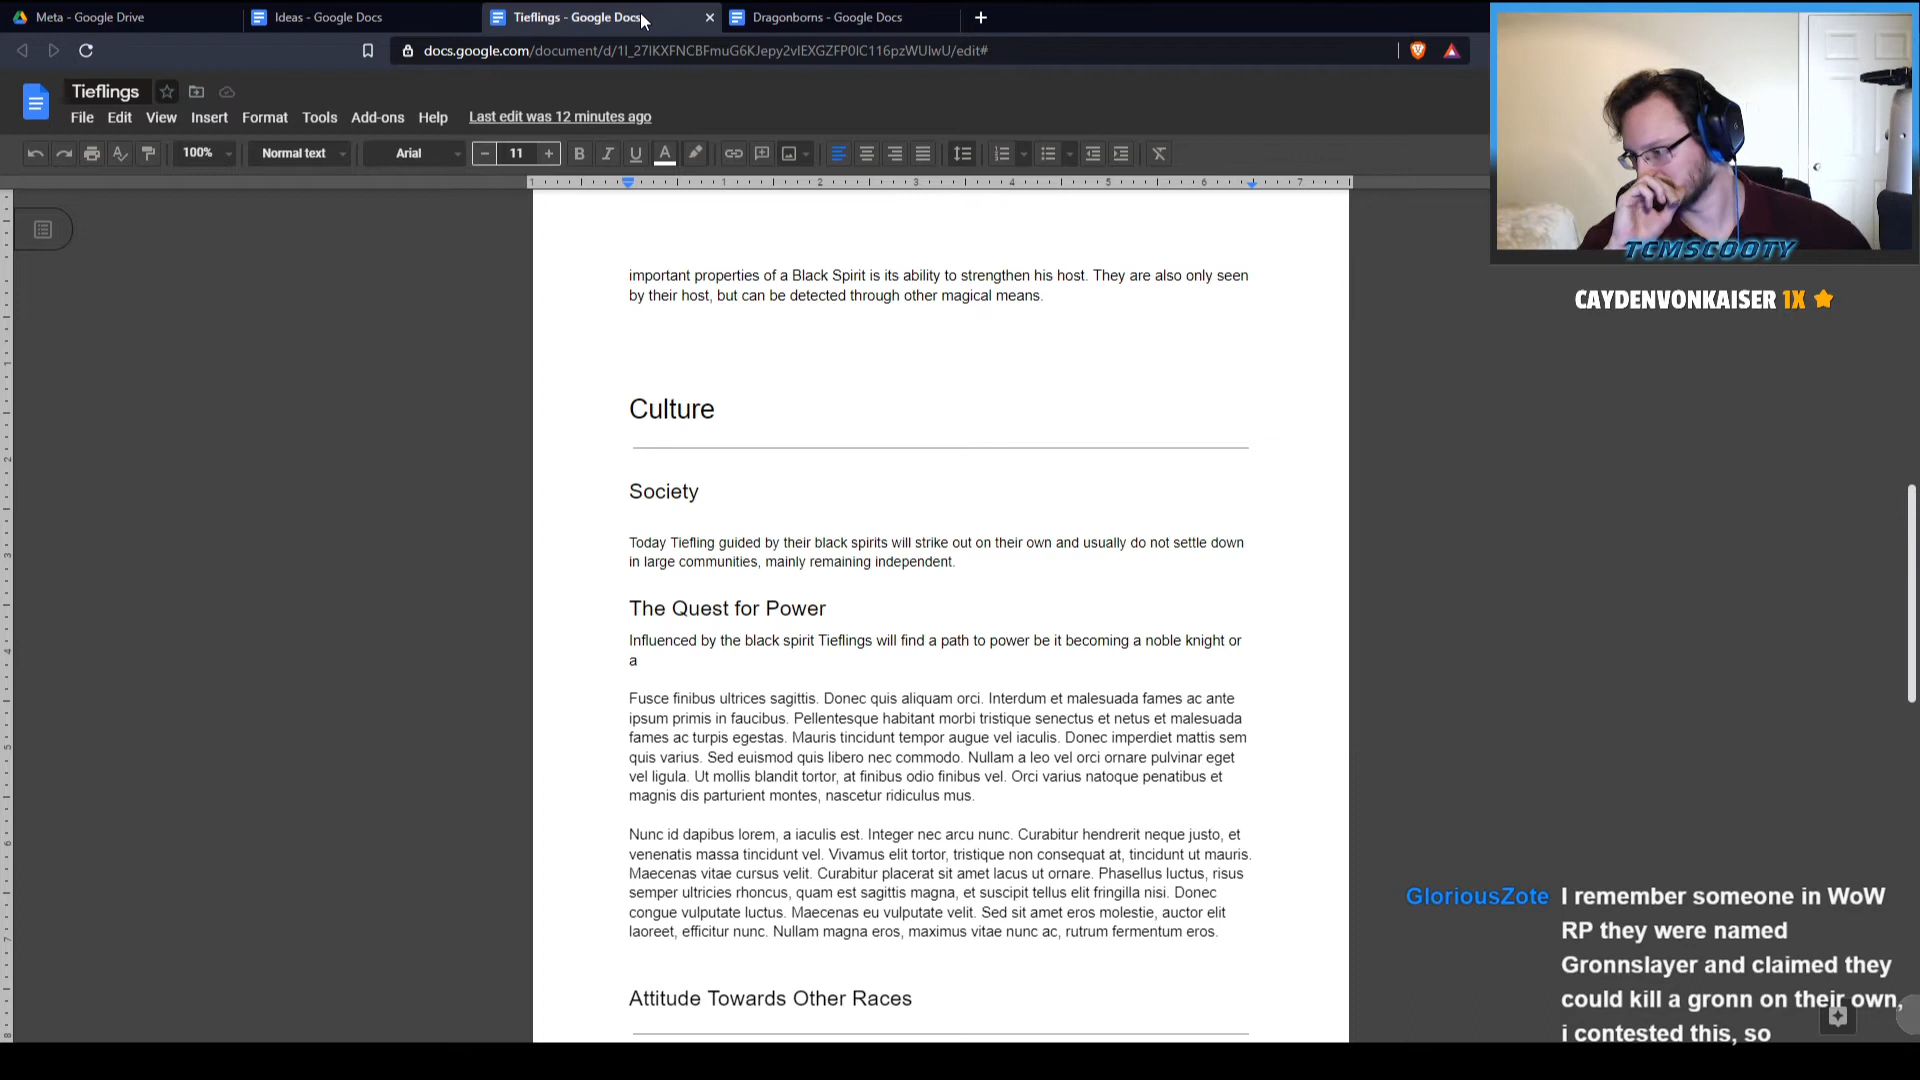 Meta - Google Drive
Ideas - Google Docs
Tieflings - Google Docs
Dragonborns - Google Docs
docs.google.com/document/d/1l_27IKXFNCBFmuG6KJepy2vlEXGZFP0lC116pzWUlwU/edit#
Tieflings
File Edit View Insert Format Tools Add-ons Help Last edit was 12 minutes ago
100% Normal text Arial 11
1 1 2 3 4 5 6 7
important properties of a Black Spirit is its ability to strengthen his host. They are also only seen
by their host, but can be detected through other magical means.
Culture
Society
Today Tiefling guided by their black spirits will strike out on their own and usually do not settle down
in large communities, mainly remaining independent.
The Quest for Power
Influenced by the black spirit Tieflings will find a path to power be it becoming a noble knight or
a
Fusce finibus ultrices sagittis. Donec quis aliquam orci. Interdum et malesuada fames ac ante
ipsum primis in faucibus. Pellentesque habitant morbi tristique senectus et netus et malesuada
fames ac turpis egestas. Mauris tincidunt tempor augue vel iaculis. Donec imperdiet mattis sem
quis varius. Sed euismod quis libero nec commodo. Nullam a leo vel orci ornare pulvinar eget
vel ligula. Ut mollis blandit tortor, at finibus odio finibus vel. Orci varius natoque penatibus et
magnis dis parturient montes, nascetur ridiculus mus.
Nunc id dapibus lorem, a iaculis est. Integer nec arcu nunc. Curabitur hendrerit neque justo, et
venenatis massa tincidunt vel. Vivamus elit tortor, tristique non consequat at, tincidunt ut mauris.
Maecenas vitae cursus velit. Curabitur placerat sit amet lacus ut ornare. Phasellus luctus, risus
semper ultricies rhoncus, quam est sagittis magna, et suscipit tellus elit fringilla nisi. Donec
congue vulputate luctus. Maecenas eu vulputate velit. Sed sit amet eros molestie, auctor elit
laoreet, efficitur nunc. Nullam magna eros, maximus vitae nunc ac, rutrum fermentum eros.
Attitude Towards Other Races
TCMSCOOTY
CAYDENVONKAISER 1X
GloriousZote I remember someone in WoW
RP they were named
Gronnslayer and claimed they
could kill a gronn on their own,
i contested this, so